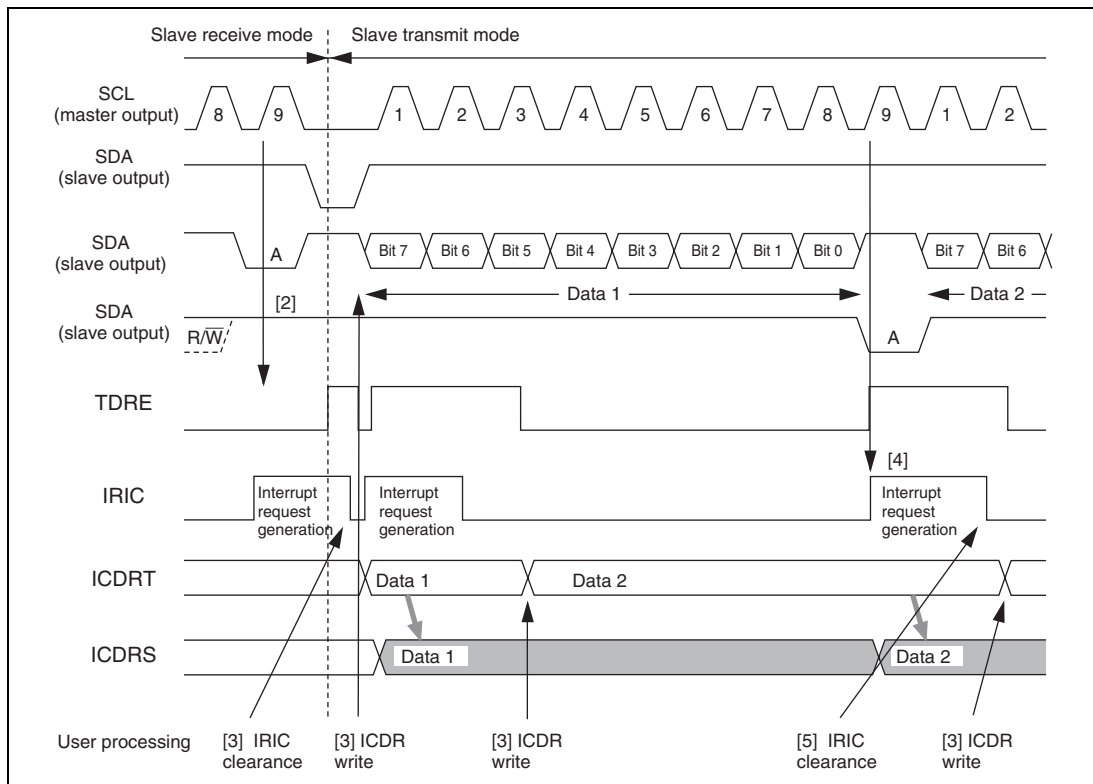 Slave receive mode Slave transmit mode
SCL
(master output)
8 9 1 2 3 4 5 6 7 8 9 1 2
SDA
(slave output)
SDA
(slave output)
A Bit 7 Bit 6 Bit 5 Bit 4 Bit 3 Bit 2 Bit 1 Bit 0 Bit 7 Bit 6
Data 1 Data 2
[2]
SDA
(slave output)
R/W̅
A
TDRE
[4]
IRIC
Interrupt
request
generation
Interrupt
request
generation
Interrupt
request
generation
ICDRT
Data 1 Data 2
ICDRS
Data 1 Data 2
User processing
[3] IRIC
clearance
[3] ICDR
write
[3] ICDR
write
[5] IRIC
clearance
[3] ICDR
write